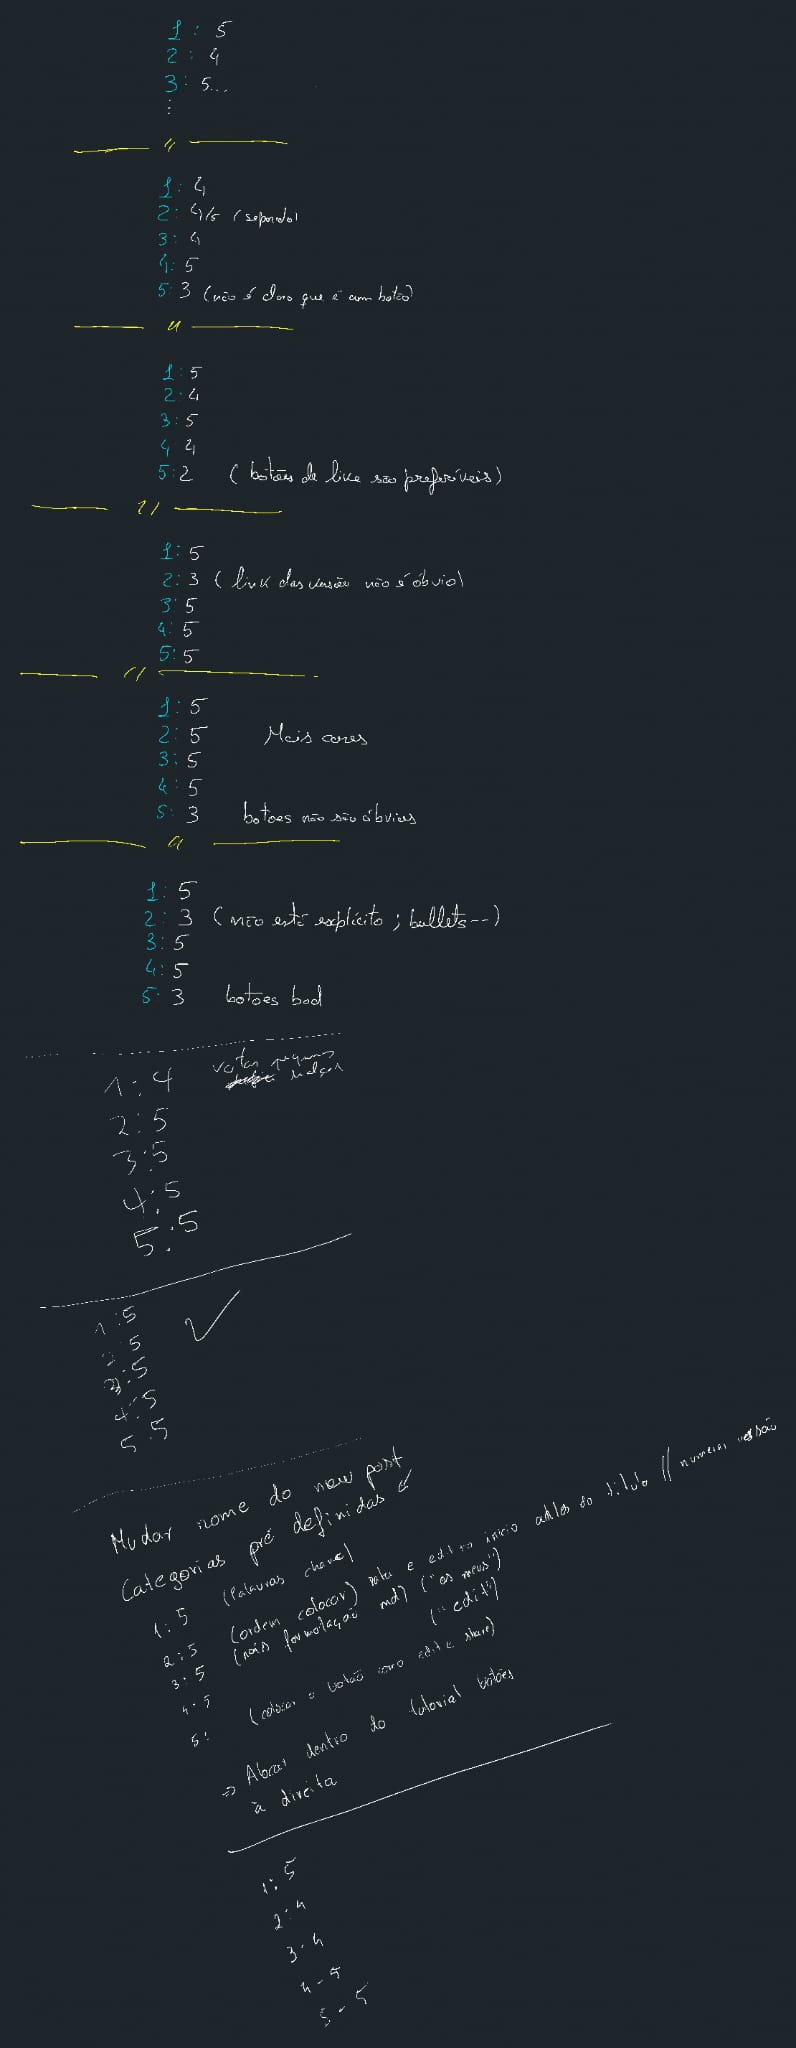 1: 5
2: 4
3: 5...
⋮
"
1: 4
2: 4/5 (separado)
3: 4
4: 5
5: 3 (não é claro que é um botão)
"
1: 5
2: 4
3: 5
4: 4
5: 2 (botões de like são preferíveis)
"
1: 5
2: 3 (link das versão não é óbvio)
3: 5
4: 5
5: 5
"
1: 5
2: 5 Mais cores
3: 5
4: 5
5: 3 botoes não são óbvios
"
1: 5
2: 3 (não está explícito; bullets--)
3: 5
4: 5
5: 3 botoes bad
1: 4
2: 5
3: 5
4: 5
5: 5
1: 5
2: 5
3: 5
4: 5
5: 5
Mudar nome do new post
Categorias pré definidas
1: 5 (Palavras chave)
2: 5 (ordem colocar) e edit no início antes do título // numerar versão
3: 5 (mais formatação md) ("os meus")
4: 5 ("edit")
5: (colocar o botão como edit e share)
⇒ Abrir dentro do tutorial botões
à direita
1: 5
2: 4
3 - 4
4 - 5
5 - 5